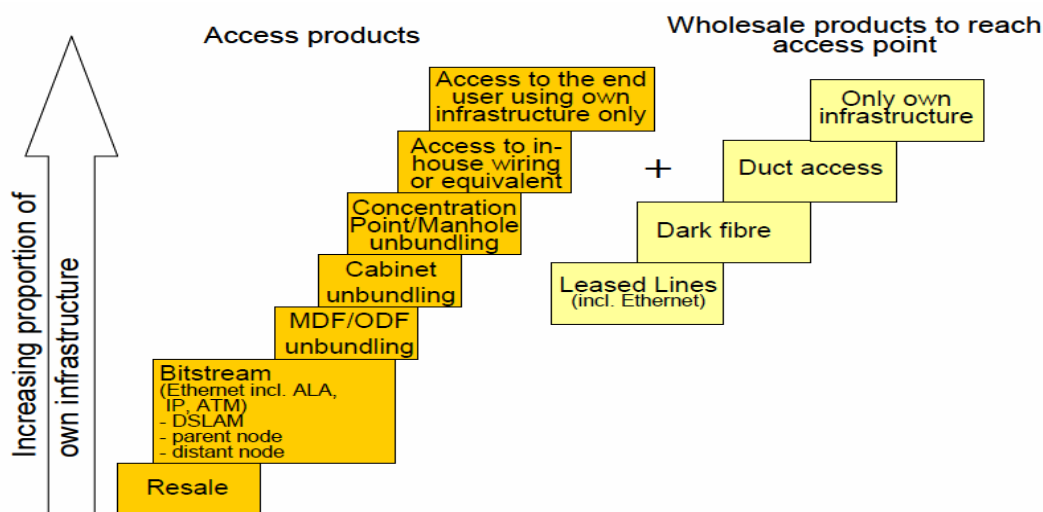 Access products
Wholesale products to reach
access point
Increasing proportion of
own infrastructure
Access to the end
user using own
infrastructure only
Access to in-
house wiring
or equivalent
Concentration
Point/Manhole
unbundling
Cabinet
unbundling
MDF/ODF
unbundling
Bitstream
(Ethernet incl. ALA,
IP, ATM)
- DSLAM
- parent node
- distant node
Resale
+
Only own
infrastructure
Duct access
Dark fibre
Leased Lines
(incl. Ethernet)